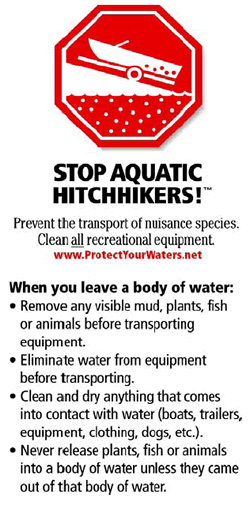 STOP AQUATIC
HITCHHIKERS!™
Prevent the transport of nuisance species.
Clean all recreational equipment.
www.ProtectYourWaters.net
When you leave a body of water:
• Remove any visible mud, plants, fish
or animals before transporting
equipment.
• Eliminate water from equipment
before transporting.
• Clean and dry anything that comes
into contact with water (boats, trailers,
equipment, clothing, dogs, etc.).
• Never release plants, fish or animals
into a body of water unless they came
out of that body of water.